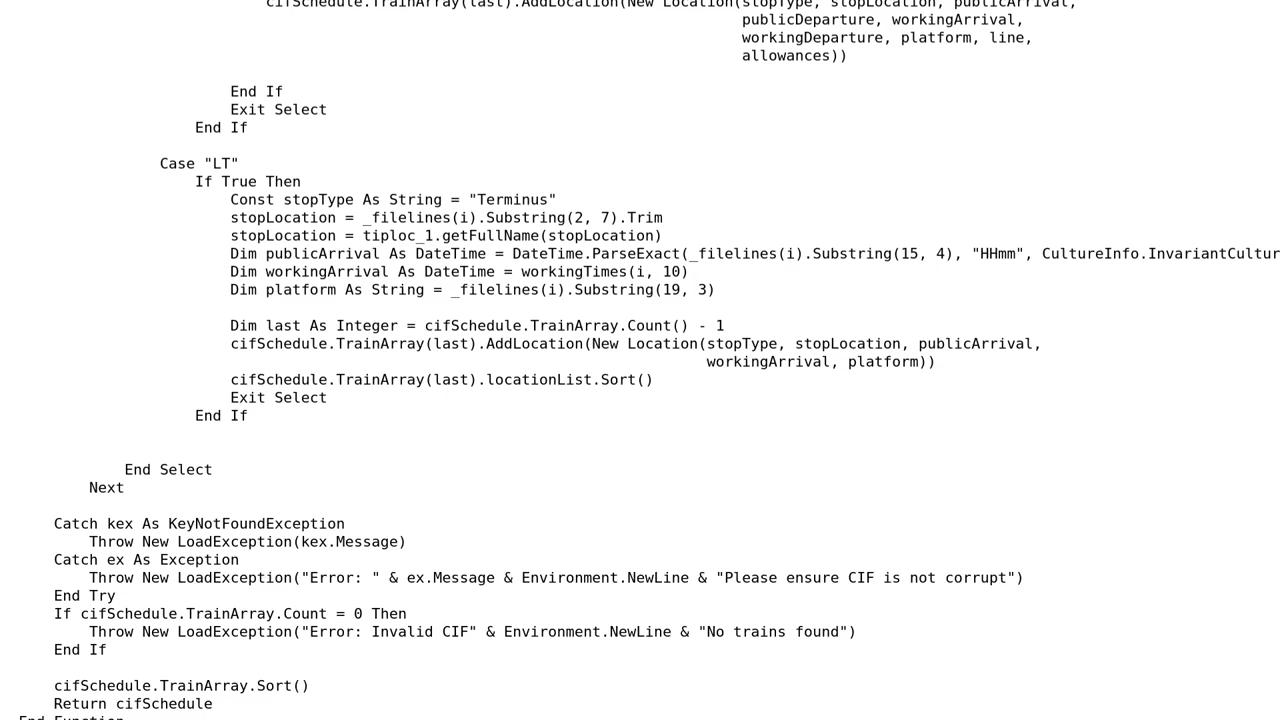 cifSchedule.TrainArray(last).AddLocation(New Location(stopType, stopLocation, publicArrival,
publicDeparture, workingArrival,
workingDeparture, platform, line,
allowances))
End If
Exit Select
End If
Case "LT"
If True Then
Const stopType As String = "Terminus"
stopLocation = _filelines(i).Substring(2, 7).Trim
stopLocation = tiploc_1.getFullName(stopLocation)
Dim publicArrival As DateTime = DateTime.ParseExact(_filelines(i).Substring(15, 4), "HHmm", CultureInfo.InvariantCultur
Dim workingArrival As DateTime = workingTimes(i, 10)
Dim platform As String = _filelines(i).Substring(19, 3)
Dim last As Integer = cifSchedule.TrainArray.Count() - 1
cifSchedule.TrainArray(last).AddLocation(New Location(stopType, stopLocation, publicArrival,
workingArrival, platform))
cifSchedule.TrainArray(last).locationList.Sort()
Exit Select
End If
End Select
Next
Catch kex As KeyNotFoundException
Throw New LoadException(kex.Message)
Catch ex As Exception
Throw New LoadException("Error: " & ex.Message & Environment.NewLine & "Please ensure CIF is not corrupt")
End Try
If cifSchedule.TrainArray.Count = 0 Then
Throw New LoadException("Error: Invalid CIF" & Environment.NewLine & "No trains found")
End If
cifSchedule.TrainArray.Sort()
Return cifSchedule
End Function